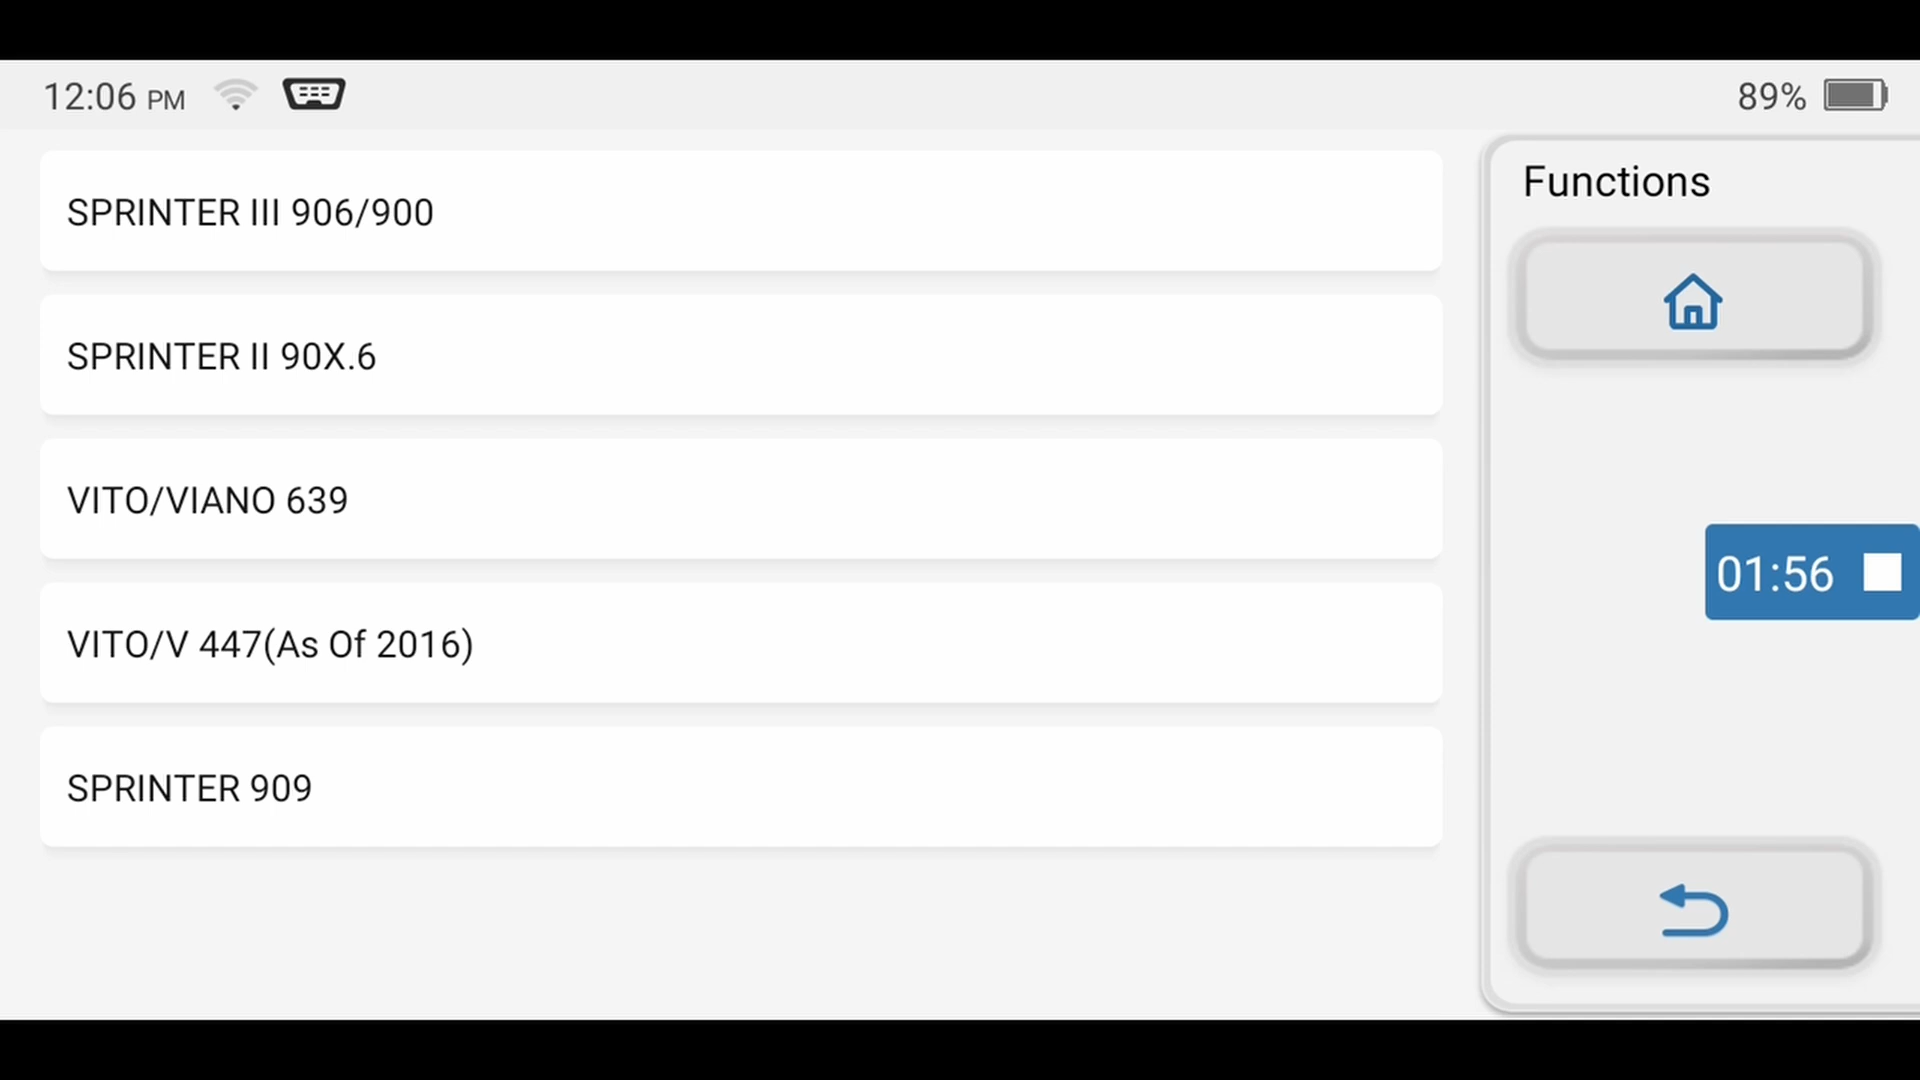 12:06 PM
89%
SPRINTER III 906/900
SPRINTER II 90X.6
VITO/VIANO 639
VITO/V 447(As Of 2016)
SPRINTER 909
Functions
01:56